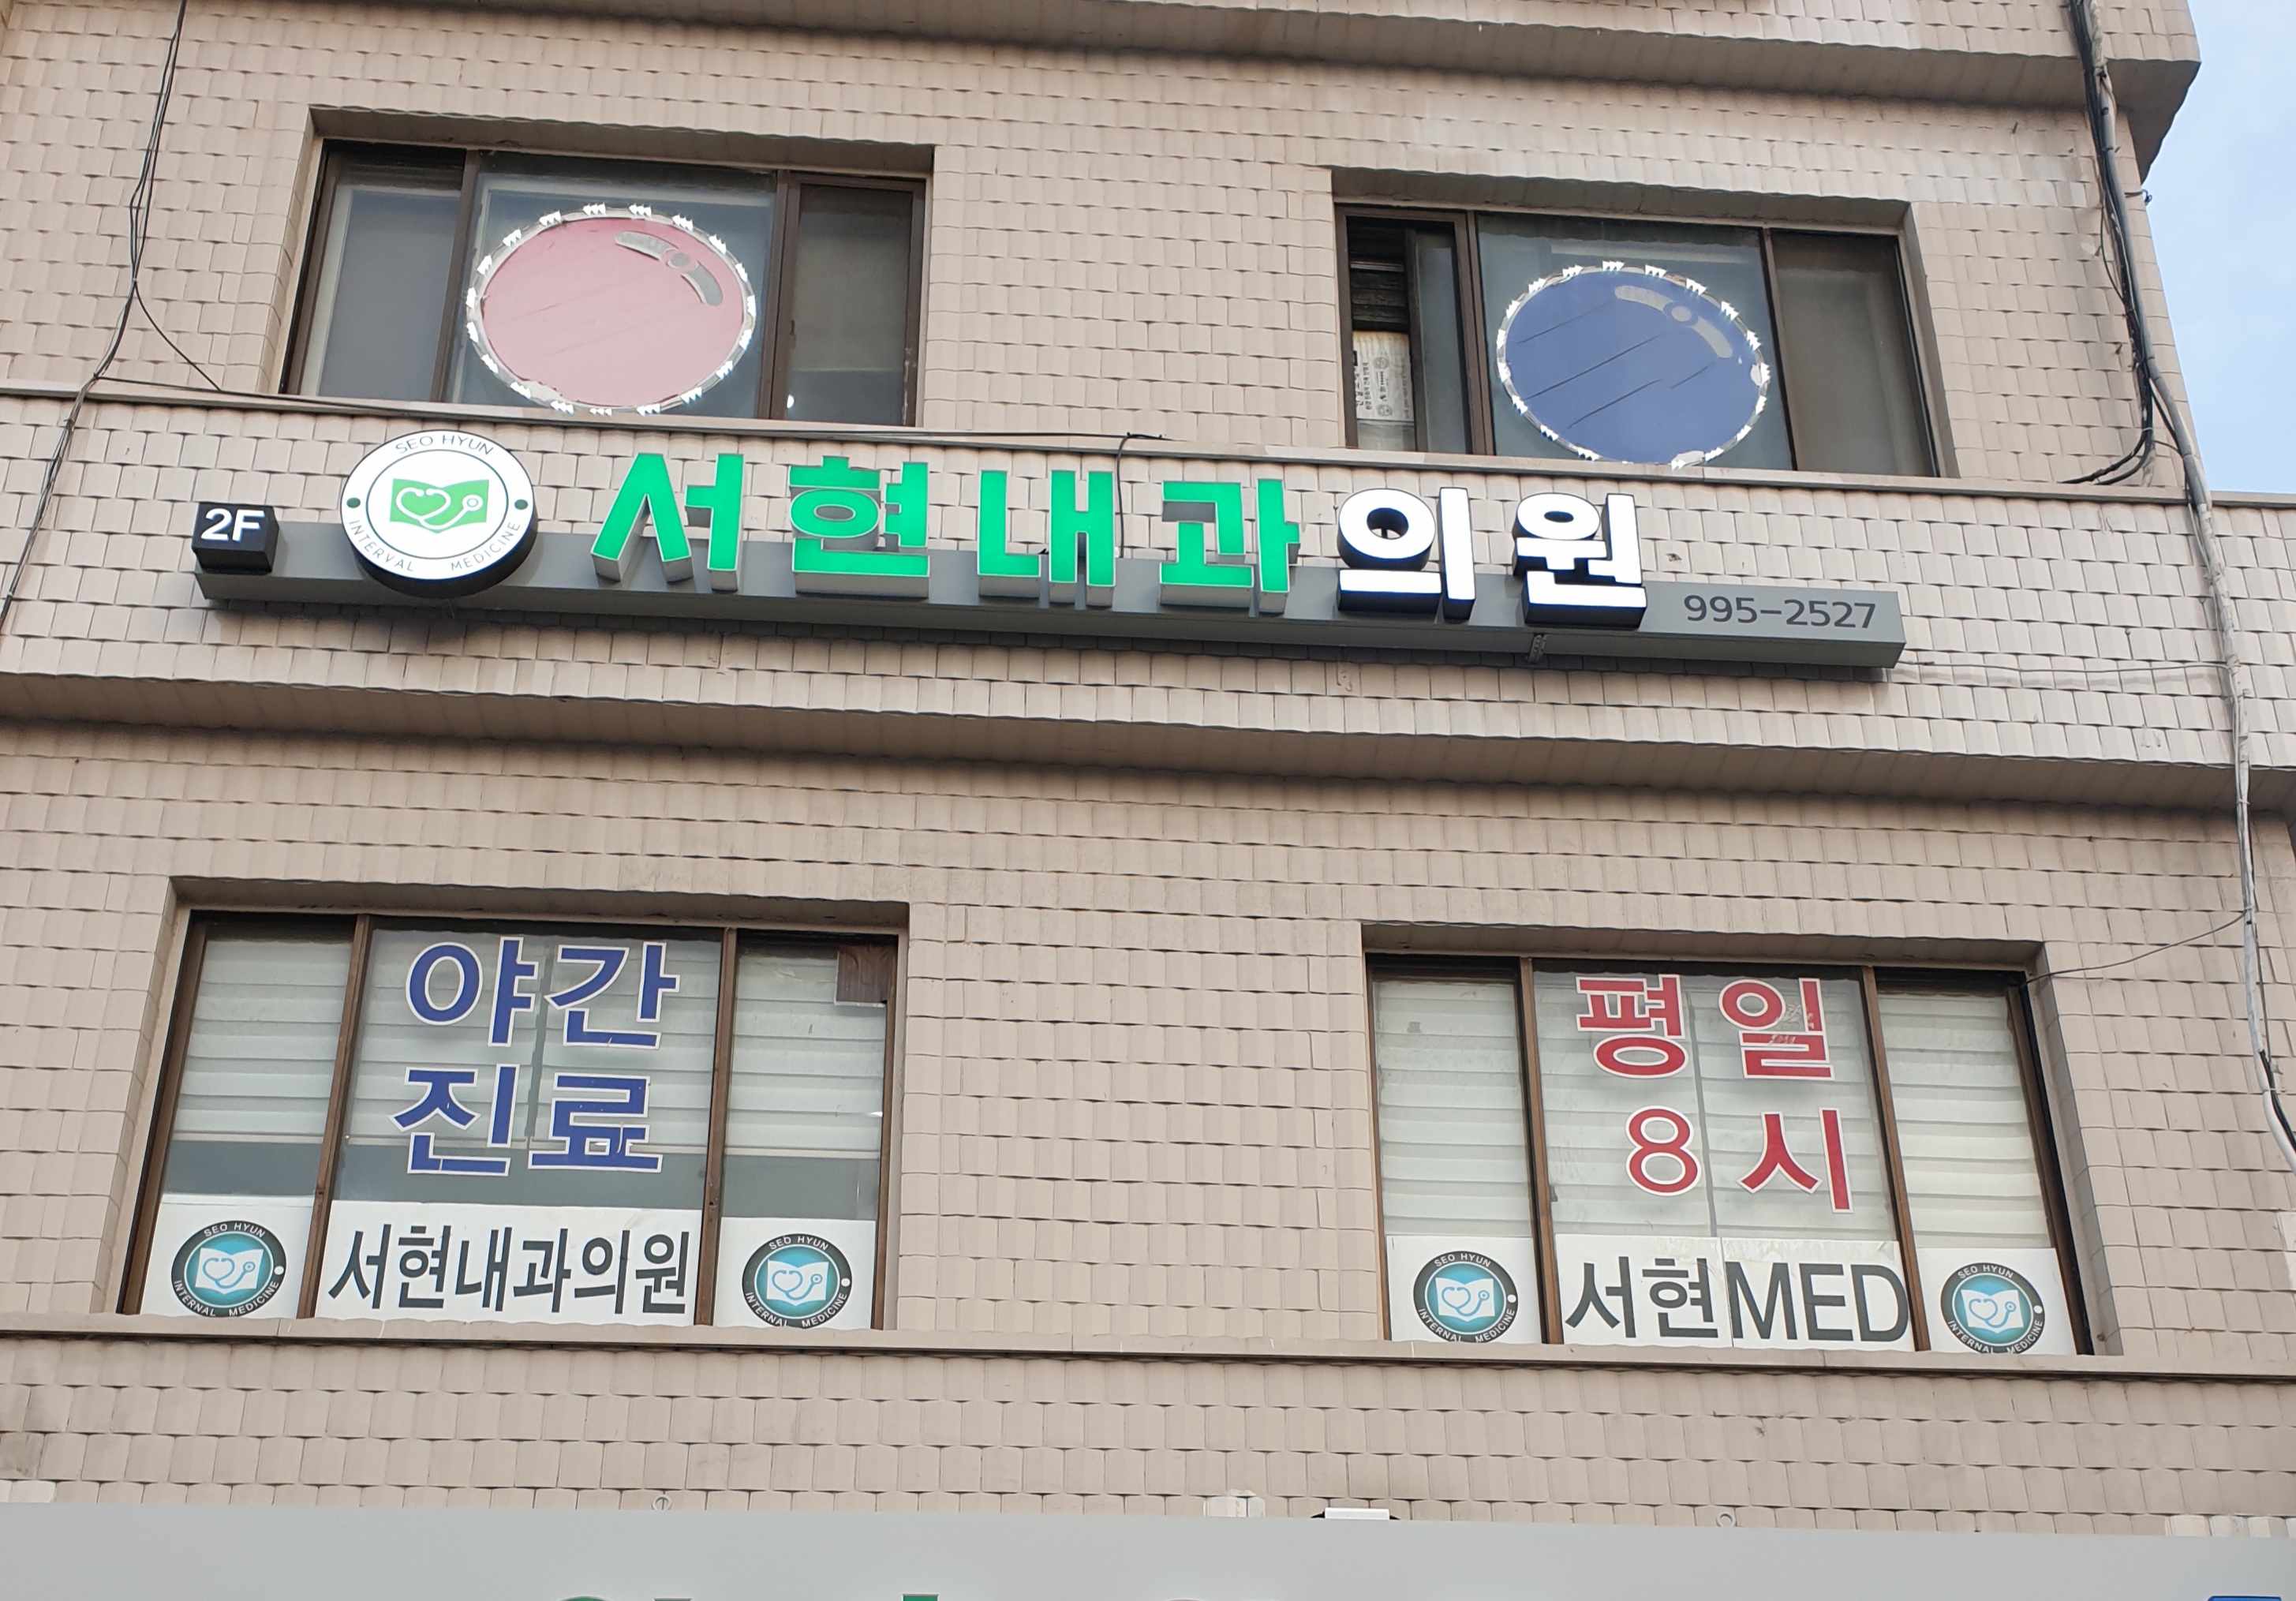 SEO HYUN
2F
서현내과의원
INTERVAL MEDICINE
995-2527
야간
진료
평일
8시
SEO HYUN
INTERNAL MEDICINE
서현내과의원
SEO HYUN
INTERNAL MEDICINE
SEO HYUN
INTERNAL MEDICINE
서현MED
SEO HYUN
INTERNAL MEDICINE